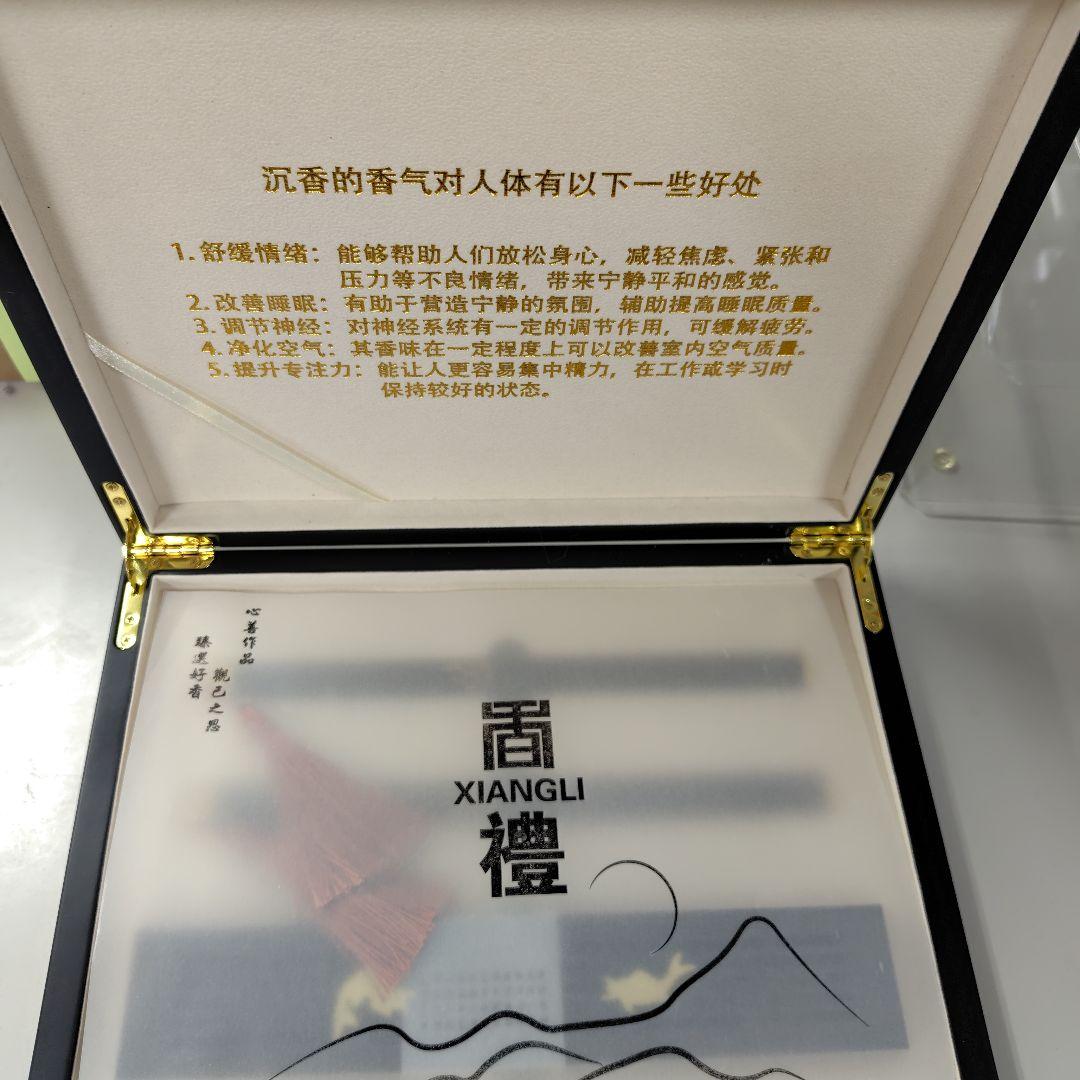 沉香的香气对人体有以下一些好处
1.舒缓情绪：能够帮助人们放松身心，减轻焦虑、紧张和
压力等不良情绪，带来宁静平和的感觉。
2.改善睡眠：有助于营造宁静的氛围，辅助提高睡眠质量。
3.调节神经：对神经系统有一定的调节作用，可缓解疲劳。
4.净化空气：其香味在一定程度上可以改善室内空气质量。
5.提升专注力：能让人更容易集中精力，在工作或学习时
保持较好的状态。
心善作品
觀己之思
臻選好香
香
XIANGLI
禮